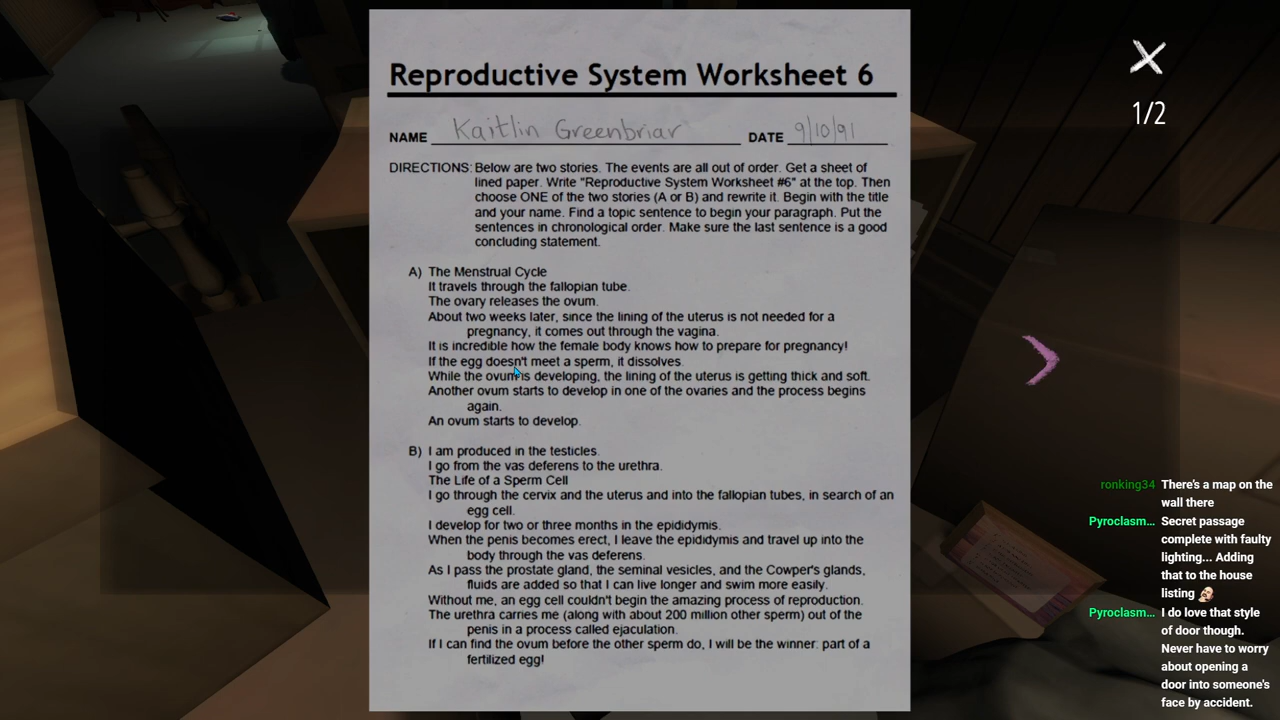 Reproductive System Worksheet 6
NAME Kaitlin Greenbriar DATE 9/10/91
DIRECTIONS: Below are two stories. The events are all out of order. Get a sheet of
lined paper. Write "Reproductive System Worksheet #6" at the top. Then
choose ONE of the two stories (A or B) and rewrite it. Begin with the title
and your name. Find a topic sentence to begin your paragraph. Put the
sentences in chronological order. Make sure the last sentence is a good
concluding statement.
A) The Menstrual Cycle
It travels through the fallopian tube.
The ovary releases the ovum.
About two weeks later, since the lining of the uterus is not needed for a
pregnancy, it comes out through the vagina.
It is incredible how the female body knows how to prepare for pregnancy!
If the egg doesn't meet a sperm, it dissolves.
While the ovum is developing, the lining of the uterus is getting thick and soft.
Another ovum starts to develop in one of the ovaries and the process begins
again.
An ovum starts to develop.
B) I am produced in the testicles.
I go from the vas deferens to the urethra.
The Life of a Sperm Cell
I go through the cervix and the uterus and into the fallopian tubes, in search of an
egg cell.
I develop for two or three months in the epididymis.
When the penis becomes erect, I leave the epididymis and travel up into the
body through the vas deferens.
As I pass the prostate gland, the seminal vesicles, and the Cowper's glands,
fluids are added so that I can live longer and swim more easily.
Without me, an egg cell couldn't begin the amazing process of reproduction.
The urethra carries me (along with about 200 million other sperm) out of the
penis in a process called ejaculation.
If I can find the ovum before the other sperm do, I will be the winner: part of a
fertilized egg!
1/2
ronking34 There's a map on the
wall there
Pyroclasm... Secret passage
complete with faulty
lighting... Adding
that to the house
listing
Pyroclasm... I do love that style
of door though.
Never have to worry
about opening a
door into someone's
face by accident.